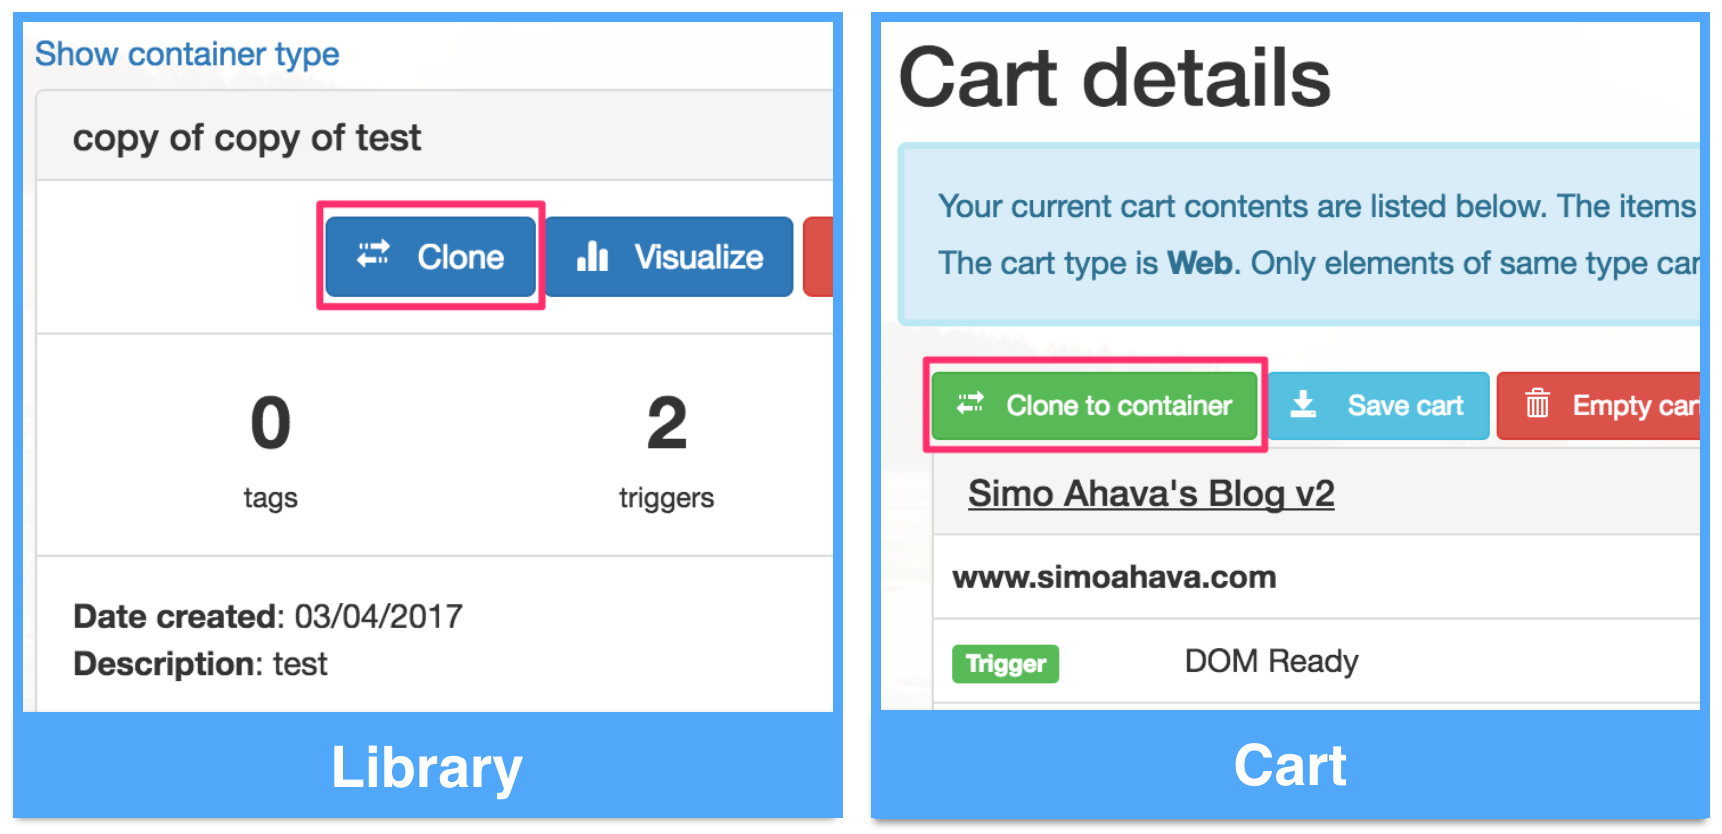 Show container type
copy of copy of test
Clone
Visualize
0
2
tags
triggers
Date created: 03/04/2017
Description: test
Library
Cart details
Your current cart contents are listed below. The items
The cart type is Web. Only elements of same type can
Clone to container
Save cart
Empty cart
Simo Ahava's Blog v2
www.simoahava.com
Trigger
DOM Ready
Cart